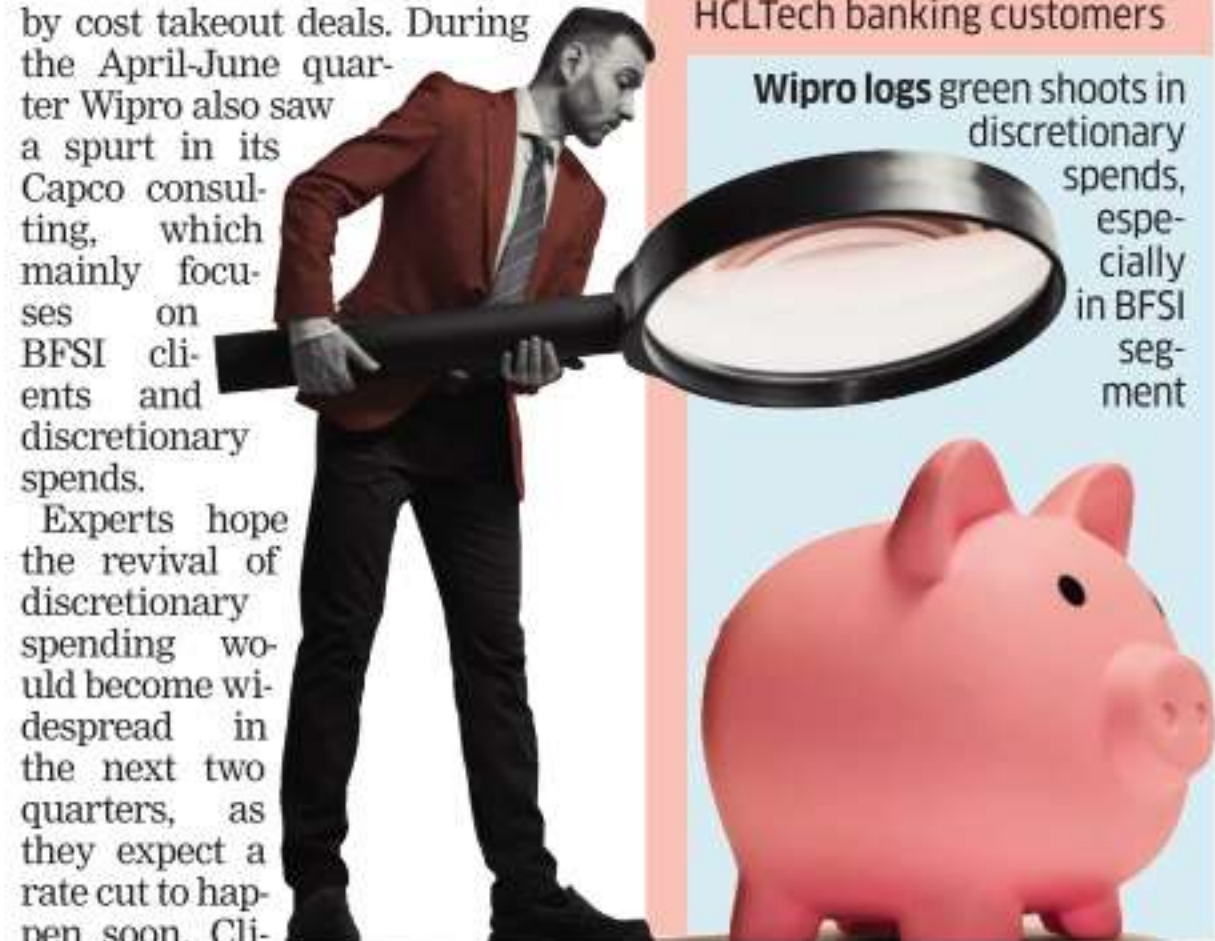 by cost takeout deals. During
the April-June quar-
ter Wipro also saw
a spurt in its
Capco consul-
ting, which
mainly focu-
ses on
BFSI cli-
ents and
discretionary
spends.
Experts hope
the revival of
discretionary
spending wo-
uld become wi-
despread in
the next two
quarters, as
they expect a
rate cut to hap-
pen soon. Cli-
HCLTech banking customers
Wipro logs green shoots in
discretionary
spends,
espe-
cially
in BFSI
seg-
ment